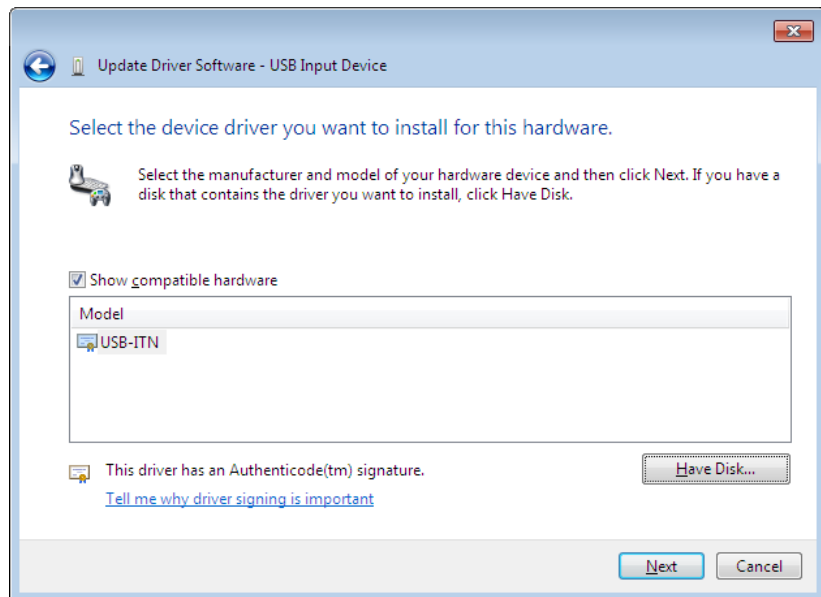 Update Driver Software - USB Input Device
Select the device driver you want to install for this hardware.
Select the manufacturer and model of your hardware device and then click Next. If you have a
disk that contains the driver you want to install, click Have Disk.
Show compatible hardware
Model
USB-ITN
This driver has an Authenticode(tm) signature.
Have Disk...
Tell me why driver signing is important
Next
Cancel